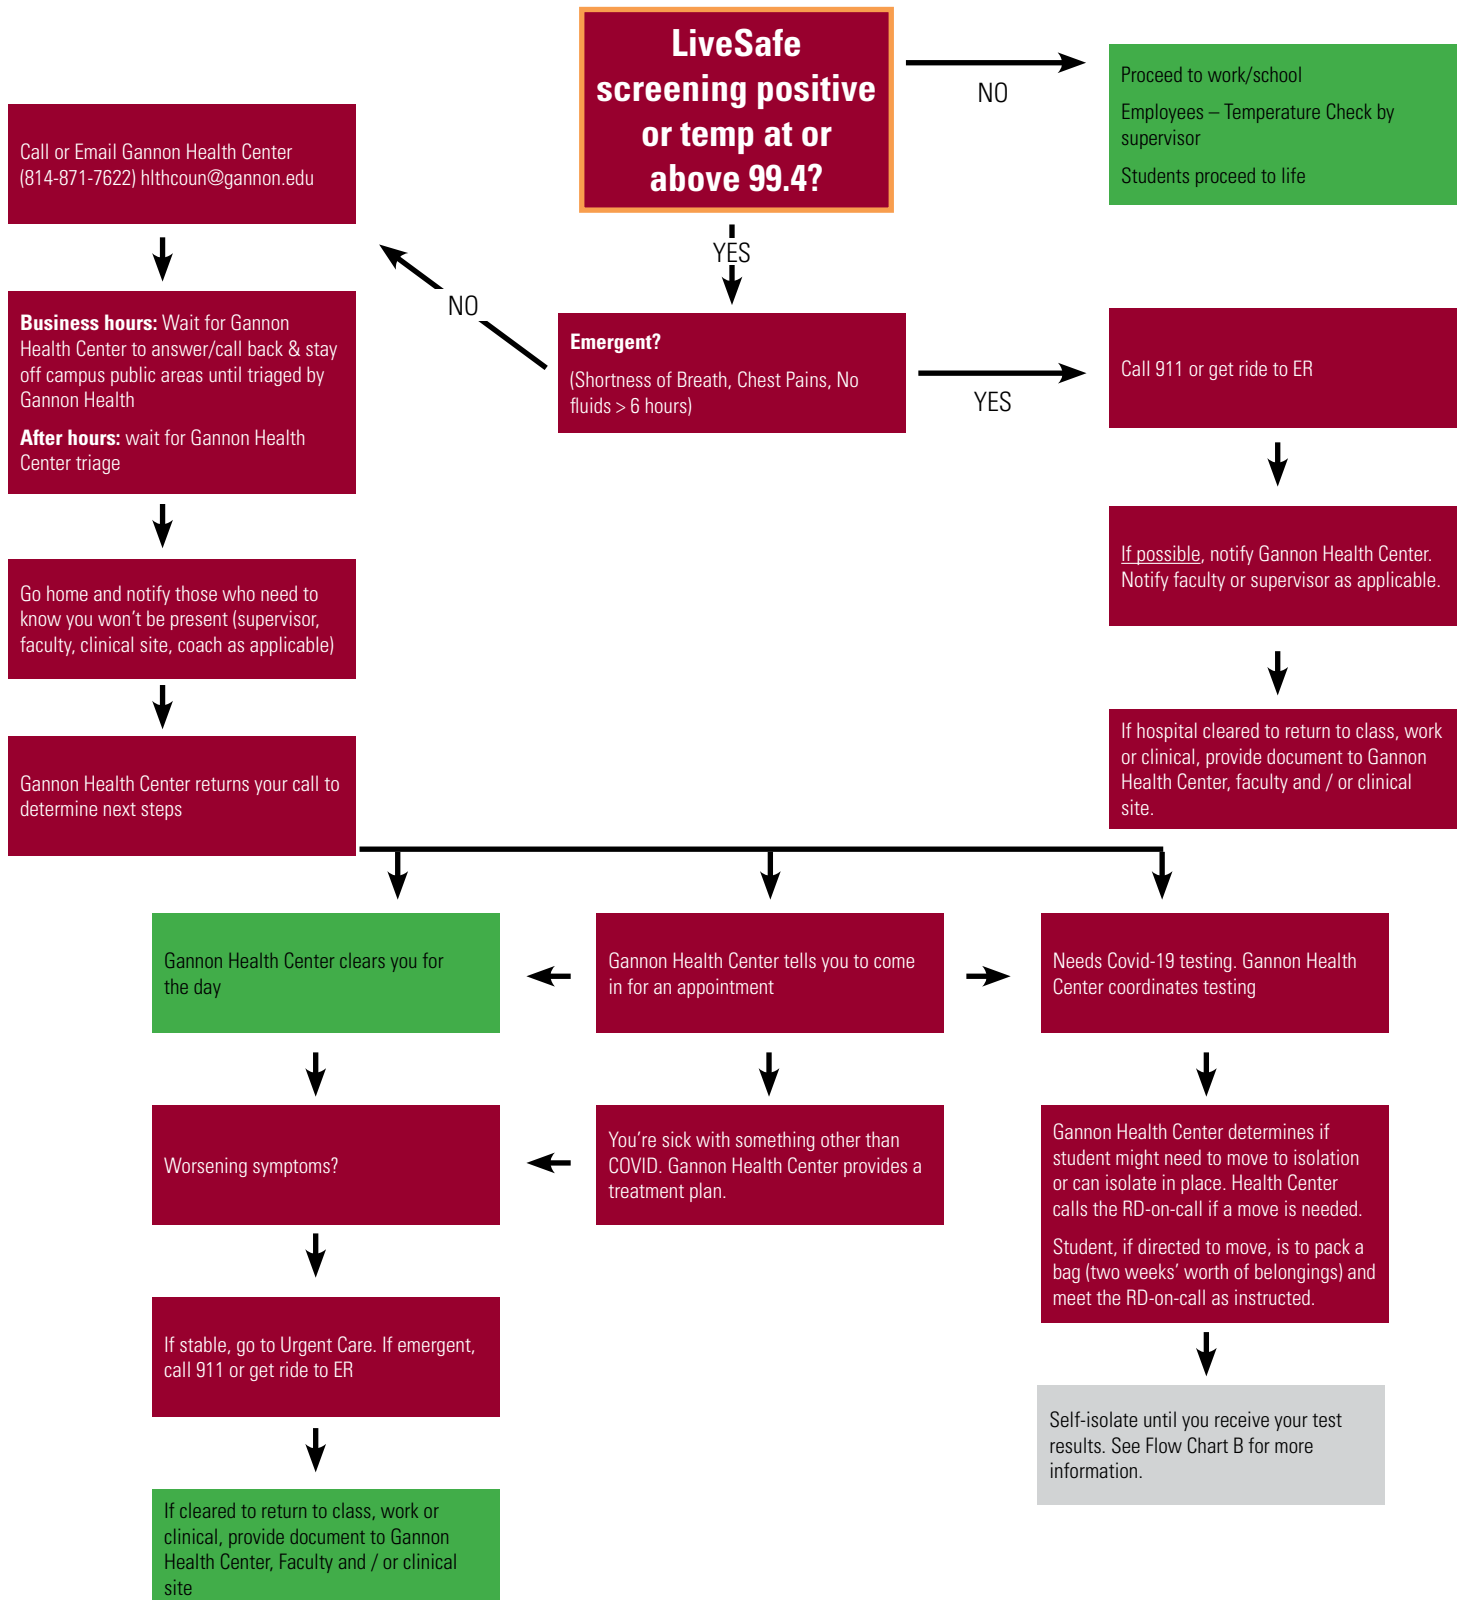 LiveSafe
screening positive
or temp at or
above 99.4?
NO
Proceed to work/school
Employees – Temperature Check by
supervisor
Students proceed to life
YES
Emergent?
(Shortness of Breath, Chest Pains, No
fluids > 6 hours)
NO
Call or Email Gannon Health Center
(814-871-7622) hlthcoun@gannon.edu
Business hours: Wait for Gannon
Health Center to answer/call back & stay
off campus public areas until triaged by
Gannon Health
After hours: wait for Gannon Health
Center triage
Go home and notify those who need to
know you won't be present (supervisor,
faculty, clinical site, coach as applicable)
Gannon Health Center returns your call to
determine next steps
YES
Call 911 or get ride to ER
If possible, notify Gannon Health Center.
Notify faculty or supervisor as applicable.
If hospital cleared to return to class, work
or clinical, provide document to Gannon
Health Center, faculty and / or clinical
site.
Gannon Health Center clears you for
the day
Gannon Health Center tells you to come
in for an appointment
Needs Covid-19 testing. Gannon Health
Center coordinates testing
Worsening symptoms?
You're sick with something other than
COVID. Gannon Health Center provides a
treatment plan.
Gannon Health Center determines if
student might need to move to isolation
or can isolate in place. Health Center
calls the RD-on-call if a move is needed.
Student, if directed to move, is to pack a
bag (two weeks' worth of belongings) and
meet the RD-on-call as instructed.
If stable, go to Urgent Care. If emergent,
call 911 or get ride to ER
Self-isolate until you receive your test
results. See Flow Chart B for more
information.
If cleared to return to class, work or
clinical, provide document to Gannon
Health Center, Faculty and / or clinical
site